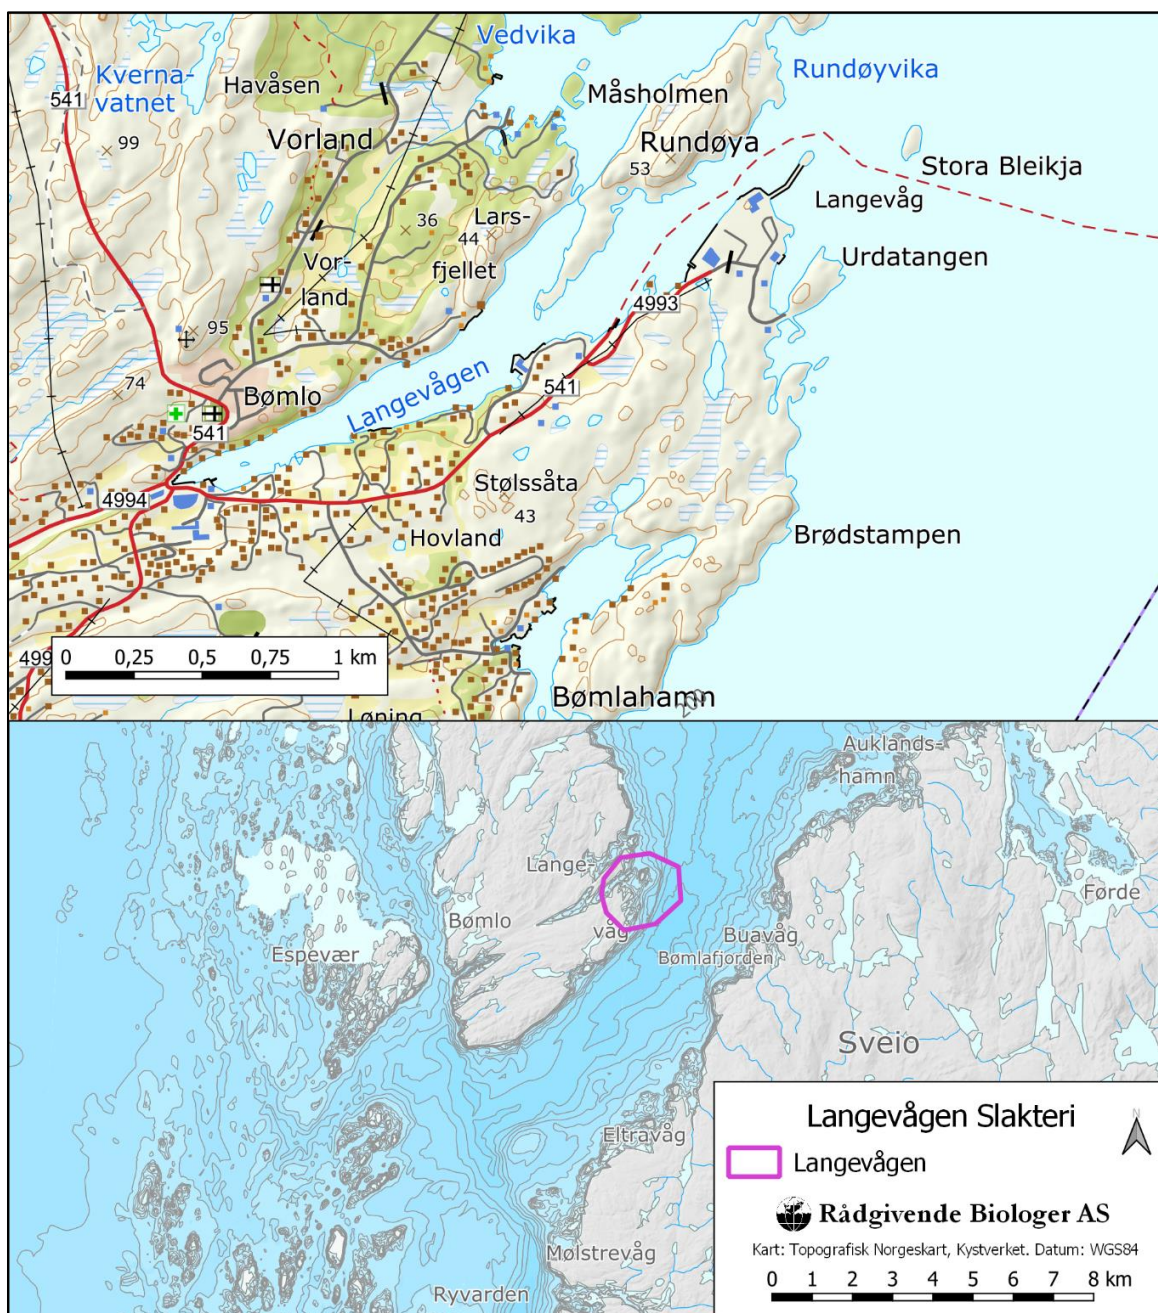 Vedvika
Kverna-
vatnet
Havåsen
Rundøyvika
541
Måsholmen
Vorland
Rundøya
99
53
Stora Bleikja
Langevåg
36
Lars-
44
fjellet
Urdatangen
Vor-
land
4993
95
74
Bømlo
Langevågen
541
541
4994
Stølssåta
43
Hovland
Brødstampen
499
0 0,25 0,5 0,75 1 km
Bømlahamn
200
Løning
Auklands-
hamn
Lange-
våg
Førde
Bømlo
Buavåg
Espevær
Bømlafjorden
Sveio
Eltravåg
Mølstrevåg
Ryvarden
Langevågen Slakteri
N
Langevågen
Rådgivende Biologer AS
Kart: Topografisk Norgeskart, Kystverket. Datum: WGS84
0 1 2 3 4 5 6 7 8 km